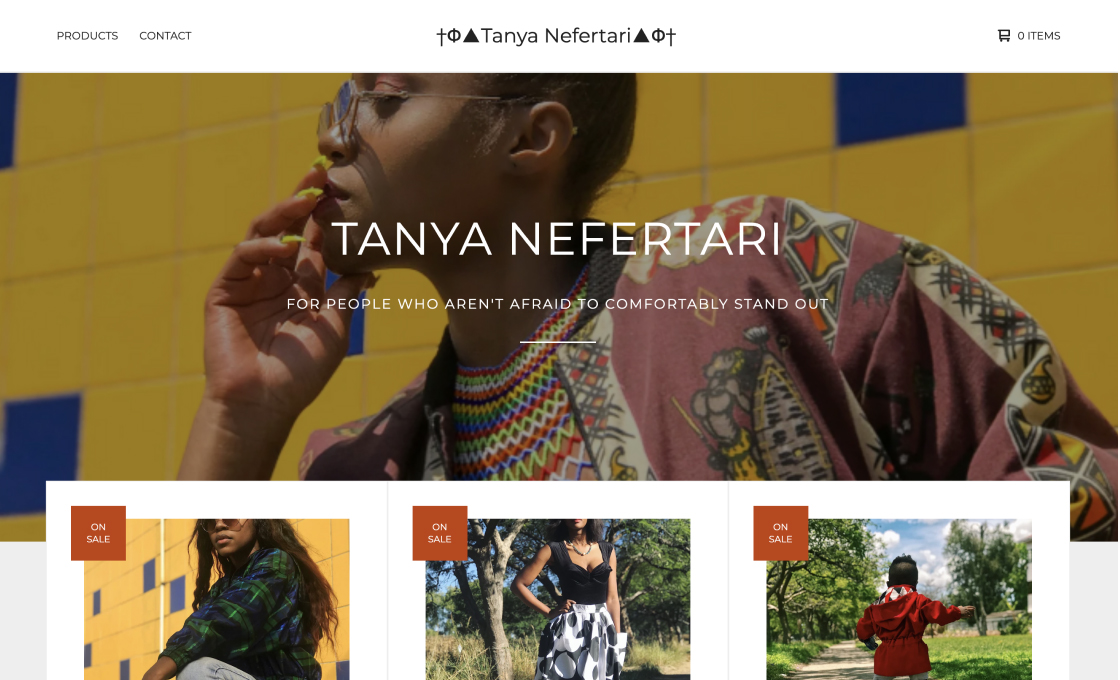 PRODUCTS
CONTACT
†Φ▲Tanya Nefertari▲Φ†
0 ITEMS
TANYA NEFERTARI
FOR PEOPLE WHO AREN'T AFRAID TO COMFORTABLY STAND OUT
ON
SALE
ON
SALE
ON
SALE